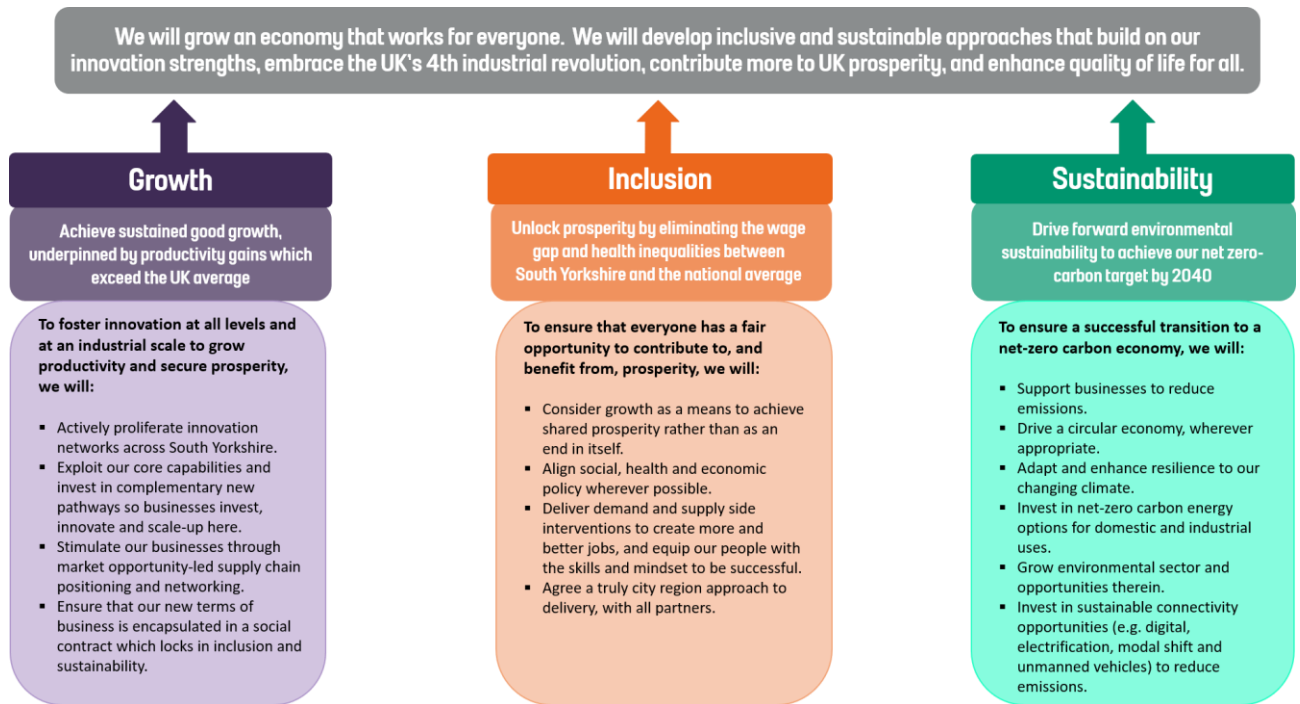 We will grow an economy that works for everyone.  We will develop inclusive and sustainable approaches that build on our
innovation strengths, embrace the UK's 4th industrial revolution, contribute more to UK prosperity, and enhance quality of life for all.
Growth
Achieve sustained good growth,
underpinned by productivity gains which
exceed the UK average
To foster innovation at all levels and
at an industrial scale to grow
productivity and secure prosperity,
we will:
▪ Actively proliferate innovation
networks across South Yorkshire.
▪ Exploit our core capabilities and
invest in complementary new
pathways so businesses invest,
innovate and scale-up here.
▪ Stimulate our businesses through
market opportunity-led supply chain
positioning and networking.
▪ Ensure that our new terms of
business is encapsulated in a social
contract which locks in inclusion and
sustainability.
Inclusion
Unlock prosperity by eliminating the wage
gap and health inequalities between
South Yorkshire and the national average
To ensure that everyone has a fair
opportunity to contribute to, and
benefit from, prosperity, we will:
▪ Consider growth as a means to achieve
shared prosperity rather than as an
end in itself.
▪ Align social, health and economic
policy wherever possible.
▪ Deliver demand and supply side
interventions to create more and
better jobs, and equip our people with
the skills and mindset to be successful.
▪ Agree a truly city region approach to
delivery, with all partners.
Sustainability
Drive forward environmental
sustainability to achieve our net zero-
carbon target by 2040
To ensure a successful transition to a
net-zero carbon economy, we will:
▪ Support businesses to reduce
emissions.
▪ Drive a circular economy, wherever
appropriate.
▪ Adapt and enhance resilience to our
changing climate.
▪ Invest in net-zero carbon energy
options for domestic and industrial
uses.
▪ Grow environmental sector and
opportunities therein.
▪ Invest in sustainable connectivity
opportunities (e.g. digital,
electrification, modal shift and
unmanned vehicles) to reduce
emissions.